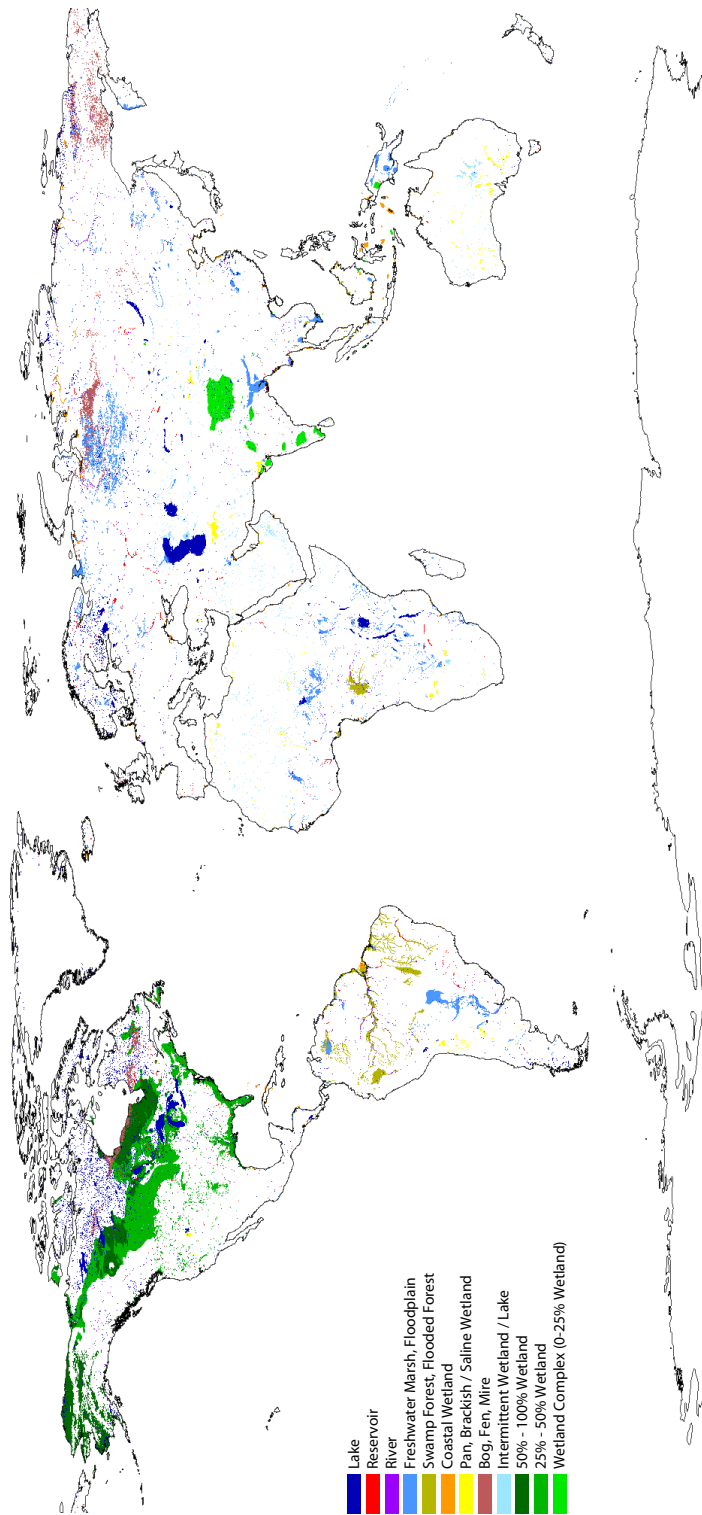 Lake
Reservoir
River
Freshwater Marsh, Floodplain
Swamp Forest, Flooded Forest
Coastal Wetland
Pan, Brackish / Saline Wetland
Bog, Fen, Mire
Intermittent Wetland / Lake
50% - 100% Wetland
25% - 50% Wetland
Wetland Complex (0-25% Wetland)